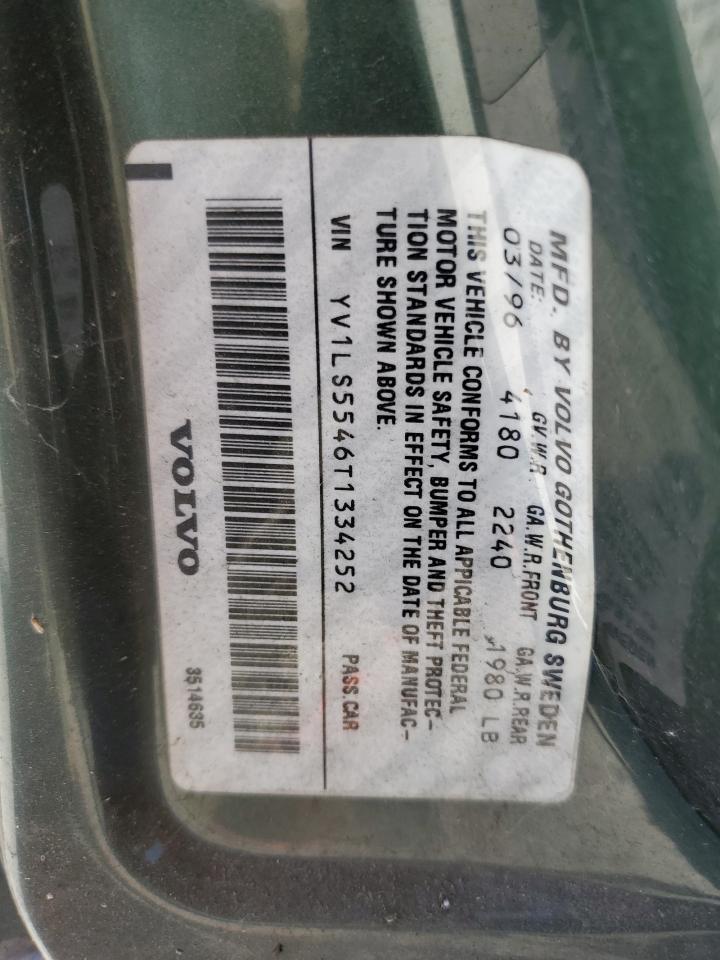 MFD. BY VOLVO GOTHENBURG SWEDEN
DATE: GV.W.R. GA.W.R.FRONT GA.W.R.REAR
03/96 4180 2240 1980 LB
THIS VEHICLE CONFORMS TO ALL APPICABLE FEDERAL
MOTOR VEHICLE SAFETY, BUMPER AND THEFT PROTEC-
TION STANDARDS IN EFFECT ON THE DATE OF MANUFAC-
TURE SHOWN ABOVE.
VIN YV1LS5546T1334252 PASS.CAR
VOLVO 3514635